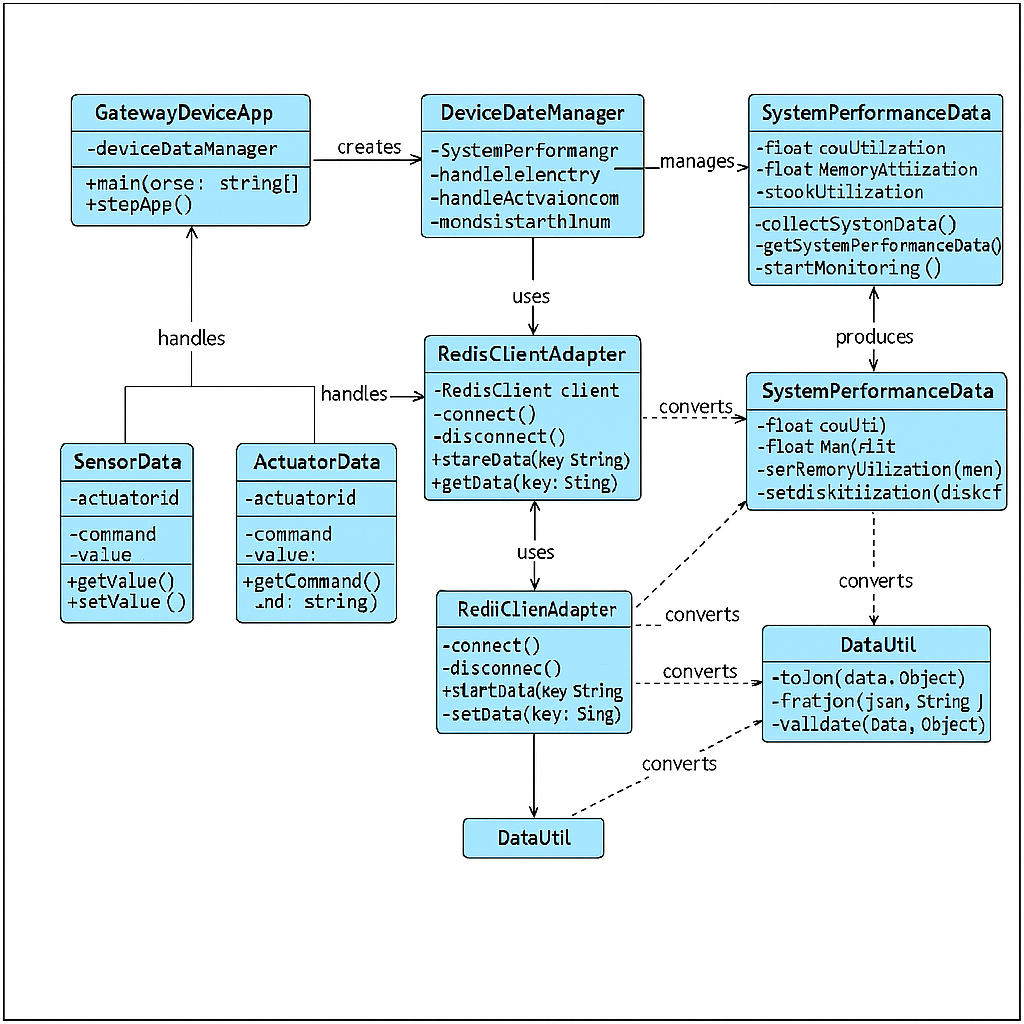 GatewayDeviceApp
-deviceDataManager
+main(orse: string[]
+stepApp()
creates
DeviceDateManager
-SystemPerformangr
-handlelelenctry
-handleActvaioncom
-mondsistarthlnum
manages
SystemPerformanceData
-float couUtilzation
-float MemoryAttiization
-stookUtilization
-collectSystonData()
-getSystemPerformanceData()
-startMonitoring()
handles
uses
produces
handles
RedisClientAdapter
-RedisClient client
-connect()
-disconnect()
+stareData(key String)
+getData(key: Sting)
converts
SystemPerformanceData
-float couUti)
-float Man(rlit
-serRemoryUilization(men)
-setdiskitiization(diskcf
SensorData
-actuatorid
-command
-value
+getValue()
+setValue()
ActuatorData
-actuatorid
-command
-value:
+getCommand()
.nd: string)
uses
converts
RediiClienAdapter
-connect()
-disconnec()
+startData(key String
-setData(key: Sing)
converts
converts
DataUtil
-toJon(data.Object)
-fratjon(jsan, String J
-valldate(Data, Object)
converts
DataUtil